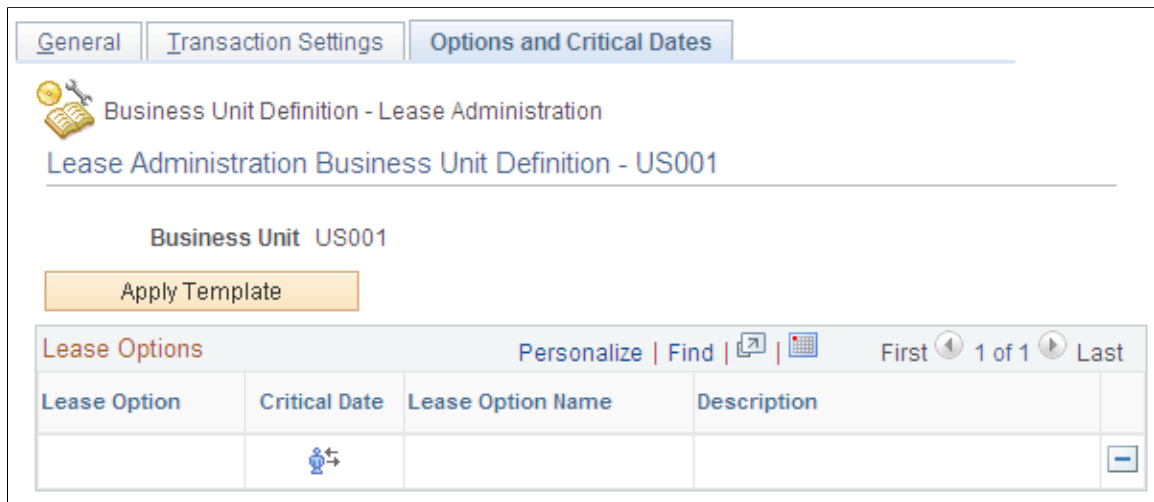 General Transaction Settings Options and Critical Dates
Business Unit Definition - Lease Administration
Lease Administration Business Unit Definition - US001
Business Unit US001
Apply Template
Lease Options Personalize | Find | | First 1 of 1 Last
Lease Option Critical Date Lease Option Name Description